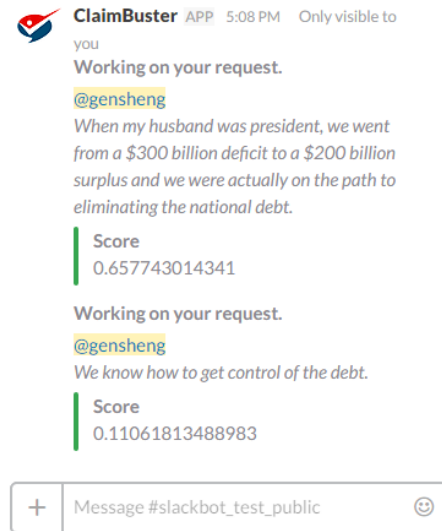 ClaimBuster APP 5:08 PM Only visible to
you
Working on your request.
@gensheng
When my husband was president, we went
from a $300 billion deficit to a $200 billion
surplus and we were actually on the path to
eliminating the national debt.
Score
0.657743014341
Working on your request.
@gensheng
We know how to get control of the debt.
Score
0.11061813488983
+ Message #slackbot_test_public